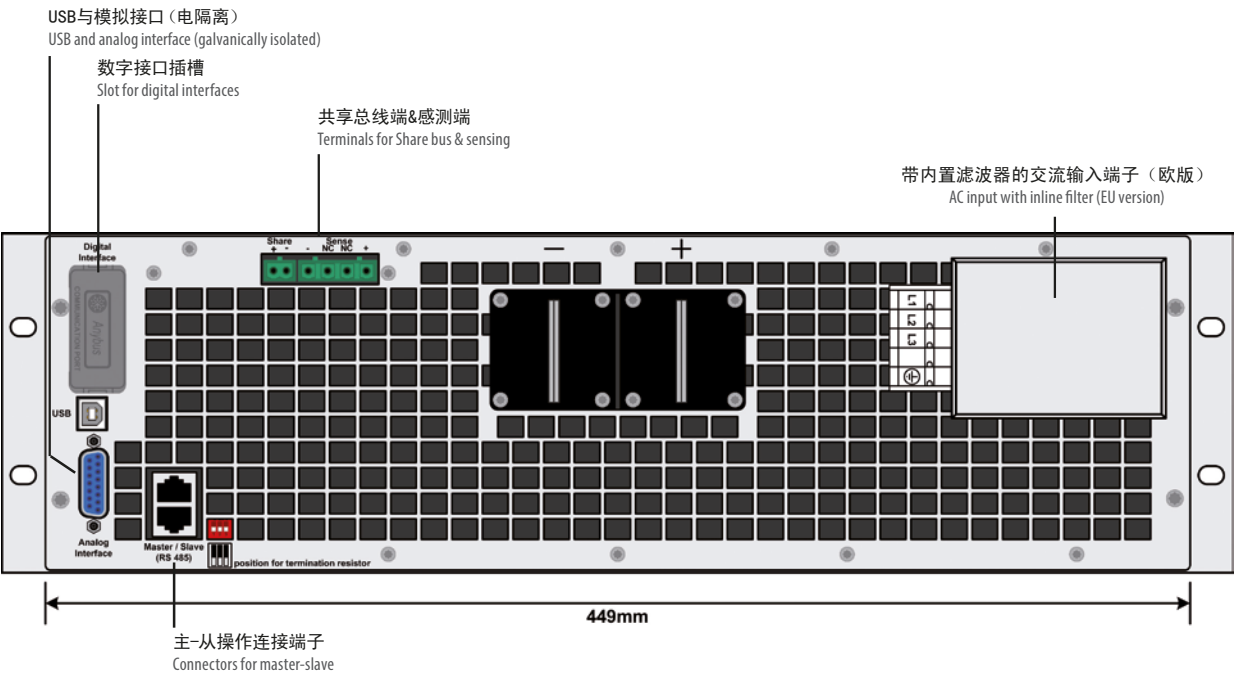 USB与模拟接口（电隔离）
USB and analog interface (galvanically isolated)
数字接口插槽
Slot for digital interfaces
共享总线端&感测端
Terminals for Share bus & sensing
带内置滤波器的交流输入端子（欧版）
AC input with inline filter (EU version)
Digital
Interface
Share
+ -
Sense
- NC NC +
− +
COMMUNICATION PORT
Anybus
L1
L2
L3
USB
Analog
Interface
Master / Slave
(RS 485)
position for termination resistor
449mm
主-从操作连接端子
Connectors for master-slave